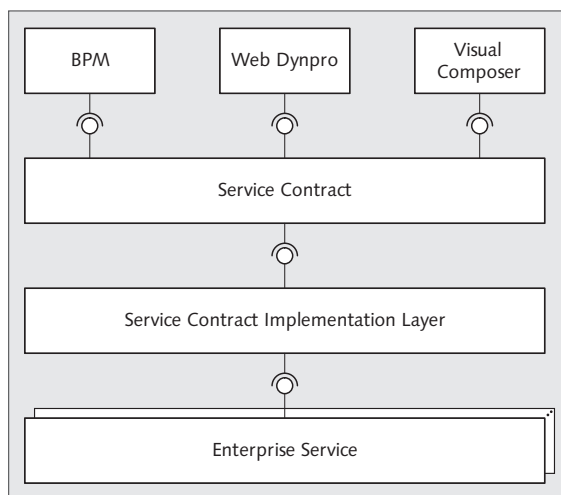 BPM
Web Dynpro
Visual
Composer
Service Contract
Service Contract Implementation Layer
Enterprise Service